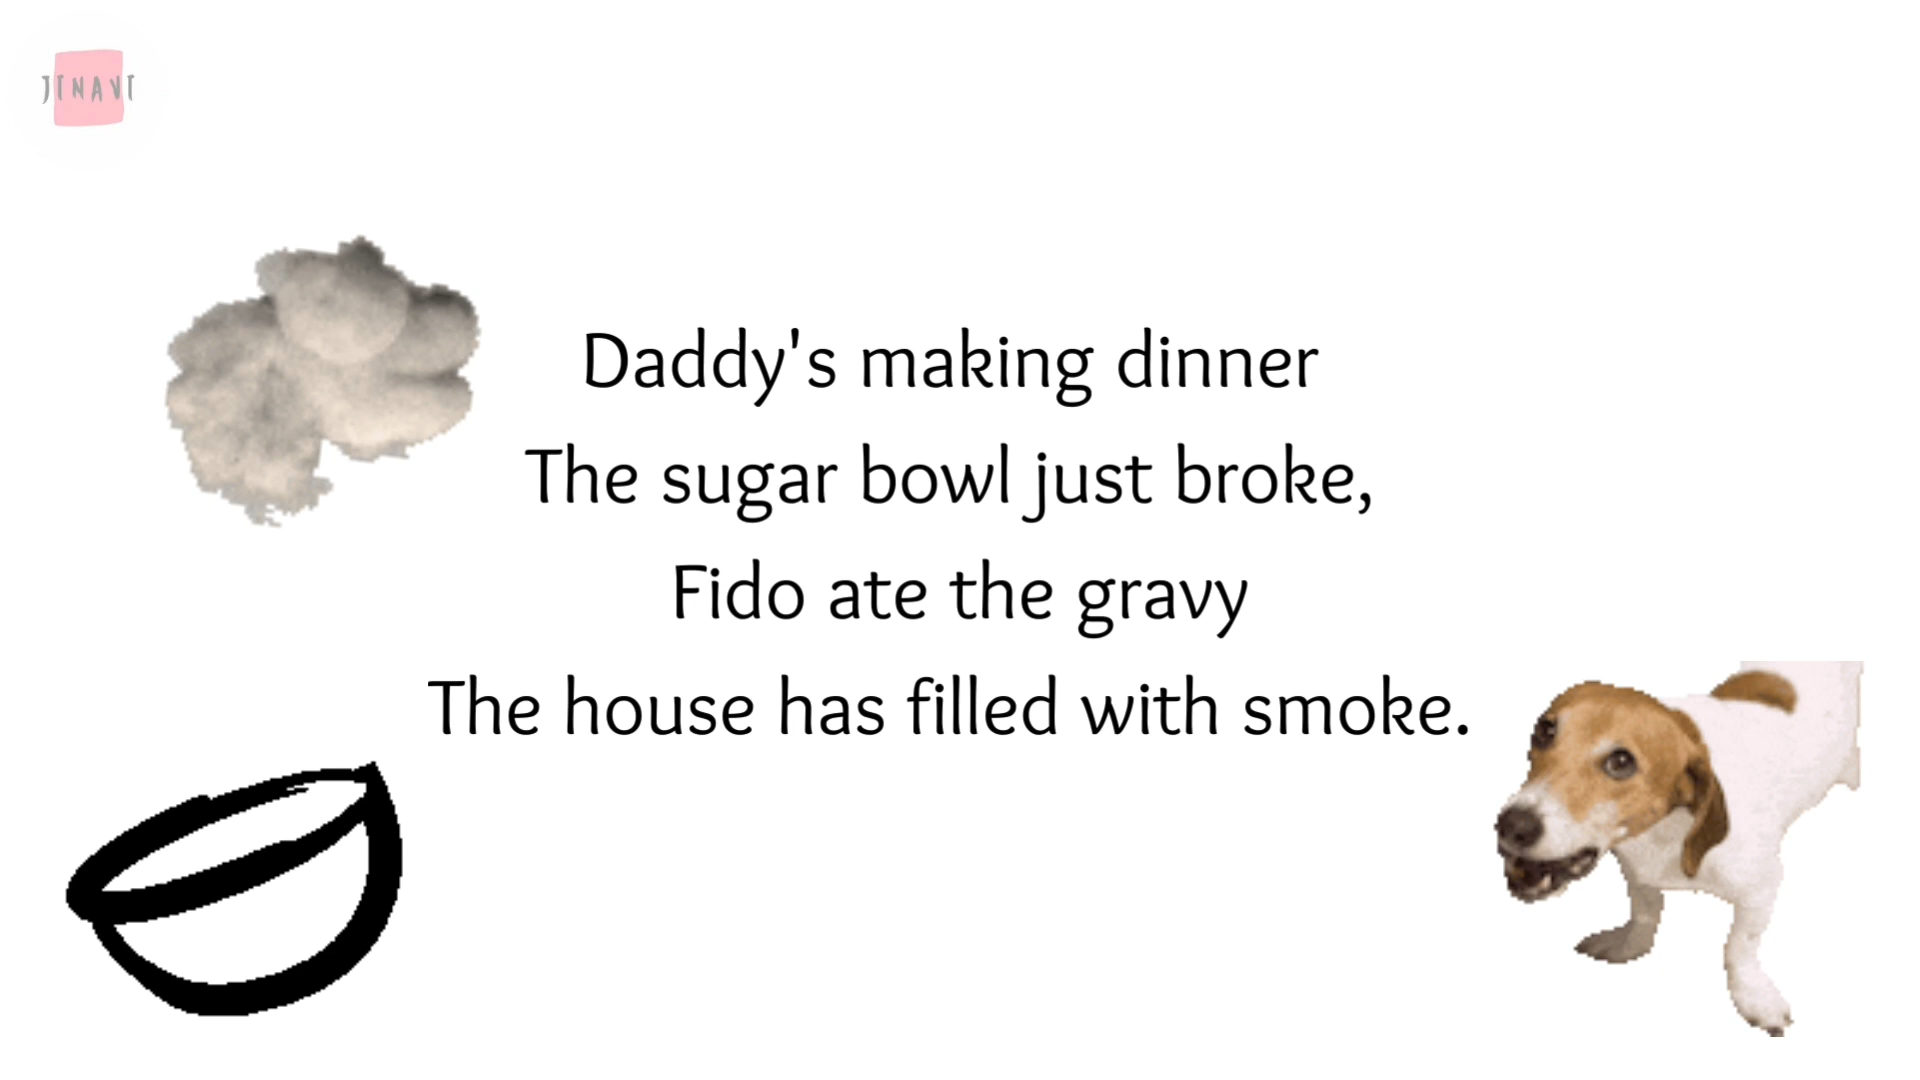 JINAVI
Daddy's making dinner
The sugar bowl just broke,
Fido ate the gravy
The house has filled with smoke.